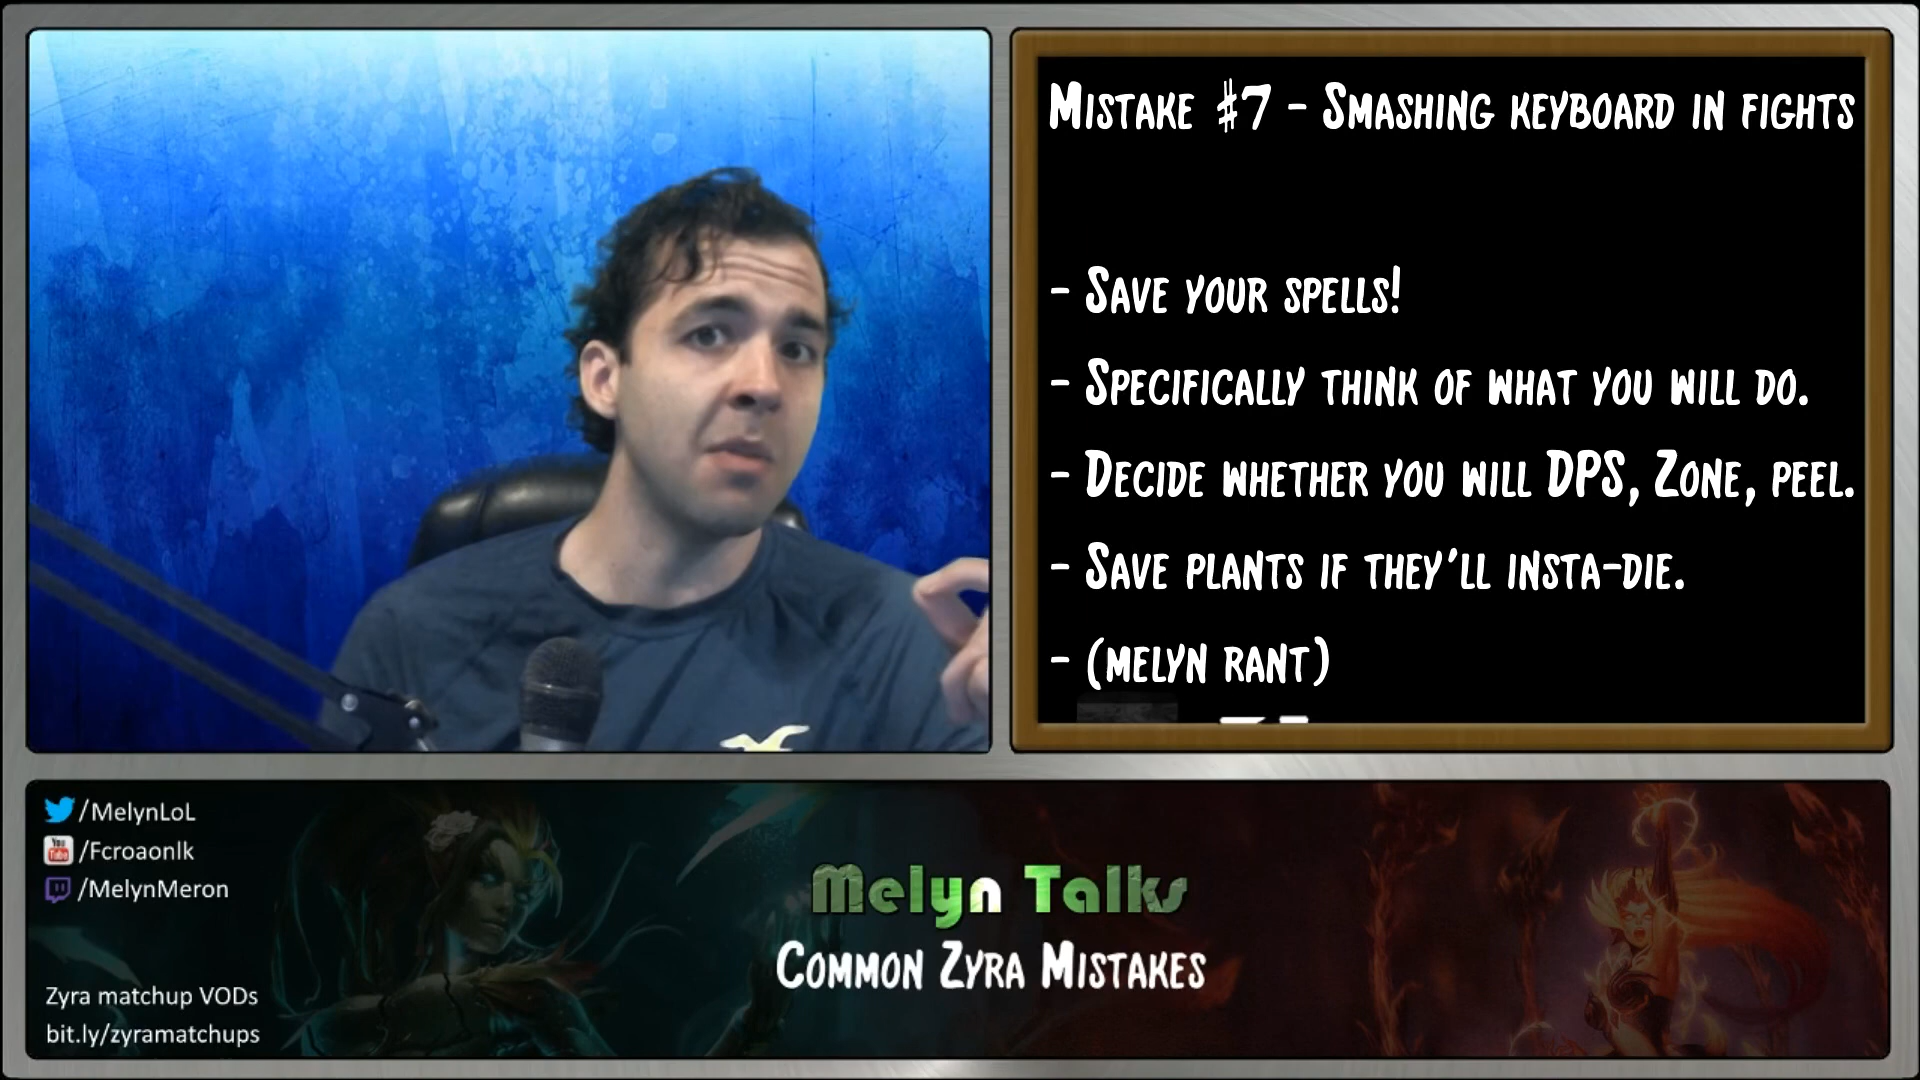 Mistake #7 - Smashing keyboard in fights
- Save your spells!
- Specifically think of what you will do.
- Decide whether you will DPS, Zone, peel.
- Save plants if they'll insta-die.
- (melyn rant)
/MelynLoL
You Tube /Fcroaonlk
/MelynMeron
Melyn Talks
Common Zyra Mistakes
Zyra matchup VODs
bit.ly/zyramatchups